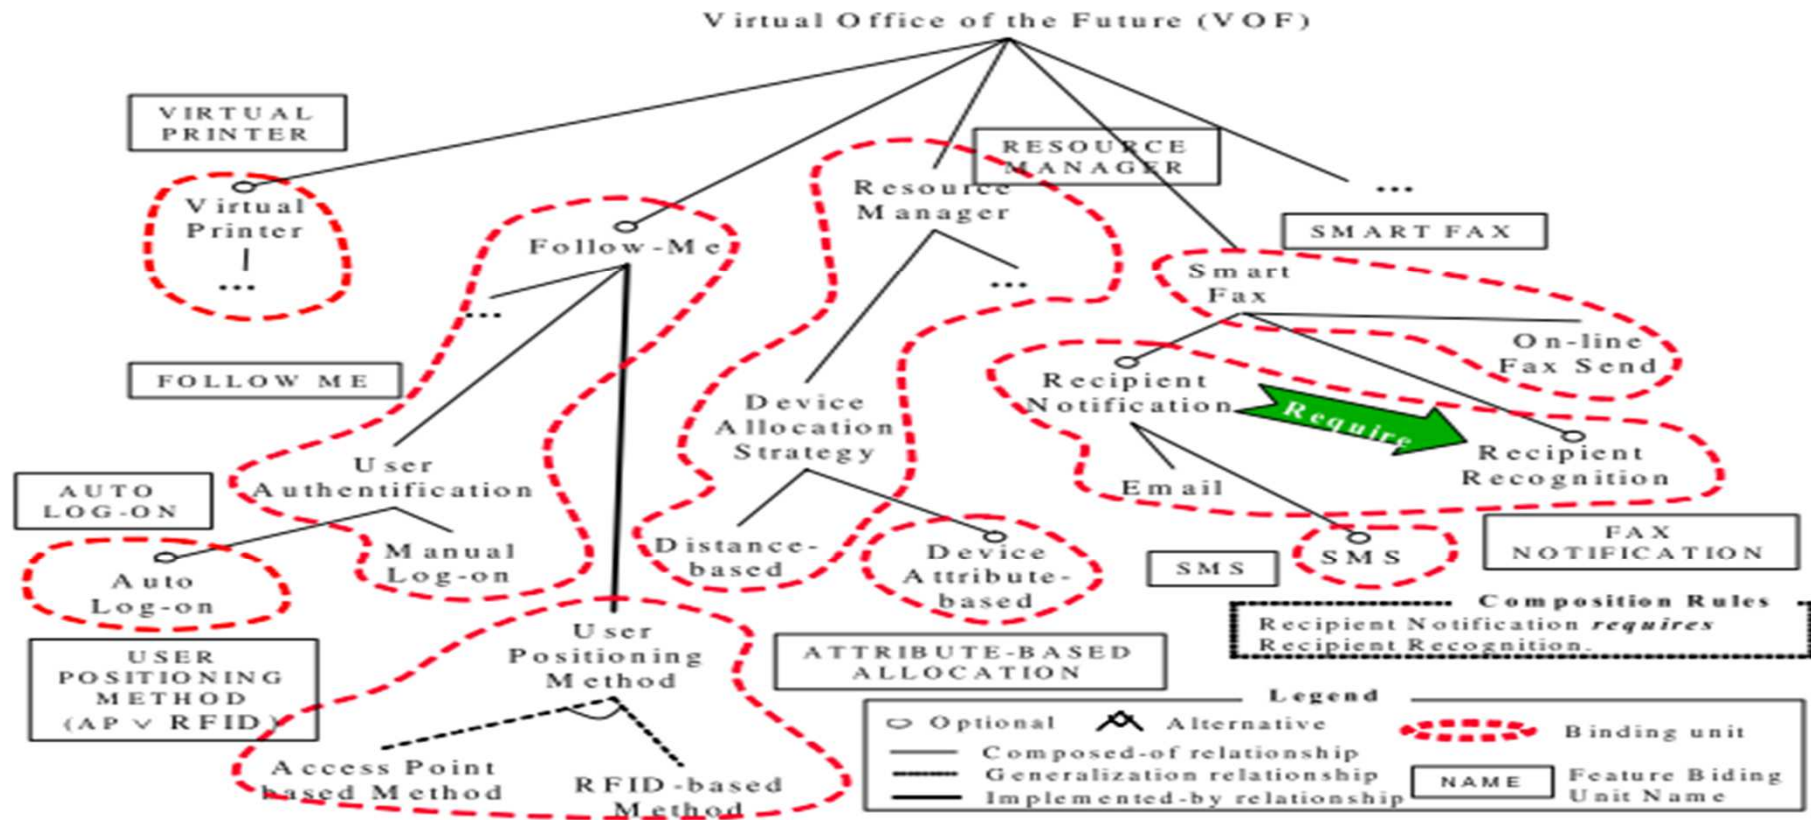 Virtual Office of the Future (VOF)
VIRTUAL
PRINTER
Virtual
Printer
...
Follow-Me
...
FOLLOW ME
RESOURCE
MANAGER
Resource
Manager
...
...
SMART FAX
Smart
Fax
On-line
Fax Send
Recipient
Notification
Require
Recipient
Recognition
Email
SMS
SMS
FAX
NOTIFICATION
Device
Allocation
Strategy
Distance-
based
Device
Attribute-
based
ATTRIBUTE-BASED
ALLOCATION
User
Authentification
AUTO
LOG-ON
Auto
Log-on
Manual
Log-on
USER
POSITIONING
METHOD
(AP ∨ RFID)
User
Positioning
Method
Access Point
based Method
RFID-based
Method
Composition Rules
Recipient Notification requires
Recipient Recognition.
Legend
Optional
Alternative
Binding unit
Composed-of relationship
Generalization relationship
Implemented-by relationship
NAME
Feature Biding
Unit Name